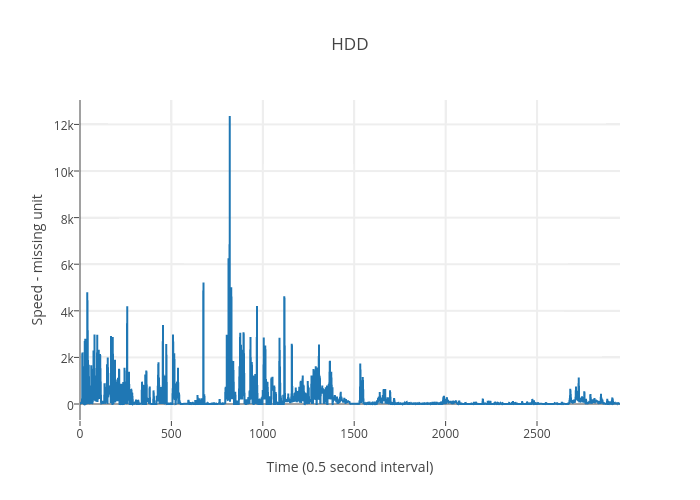 HDD
12k
10k
8k
6k
4k
2k
0
Speed - missing unit
0 500 1000 1500 2000 2500
Time (0.5 second interval)